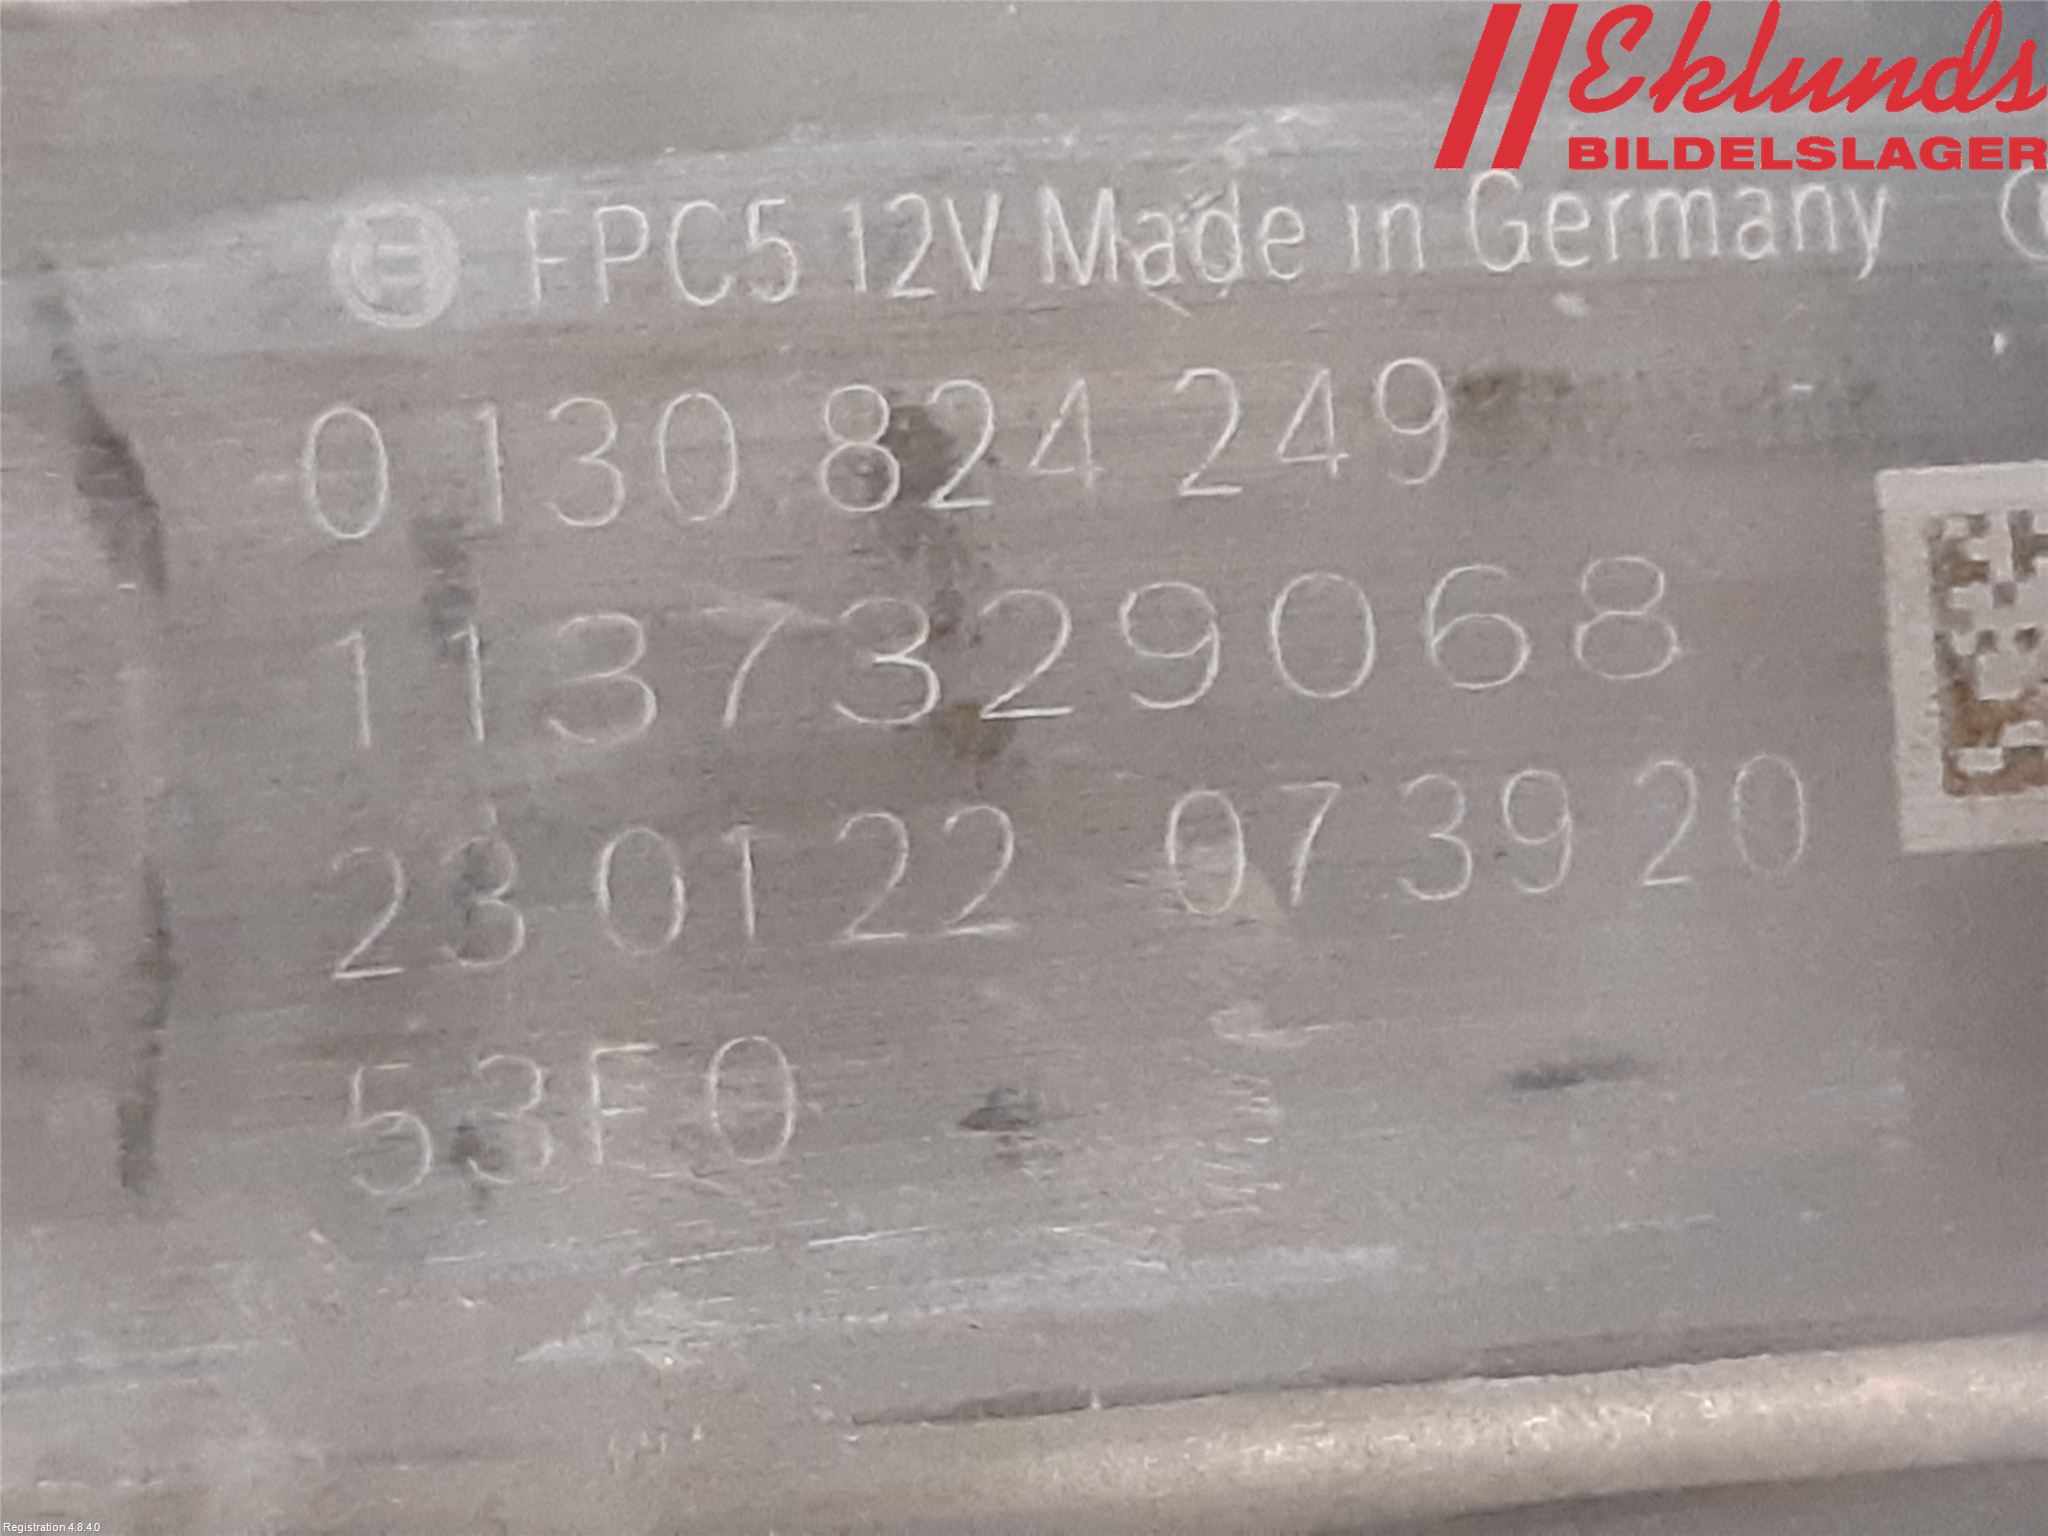 Eklunds
BILDELSLAGER
FPC5 12V Made in Germany
0 130 824 249
1137329068
23 01 22 07 39 20
53F0
Registration 4.8.4.0